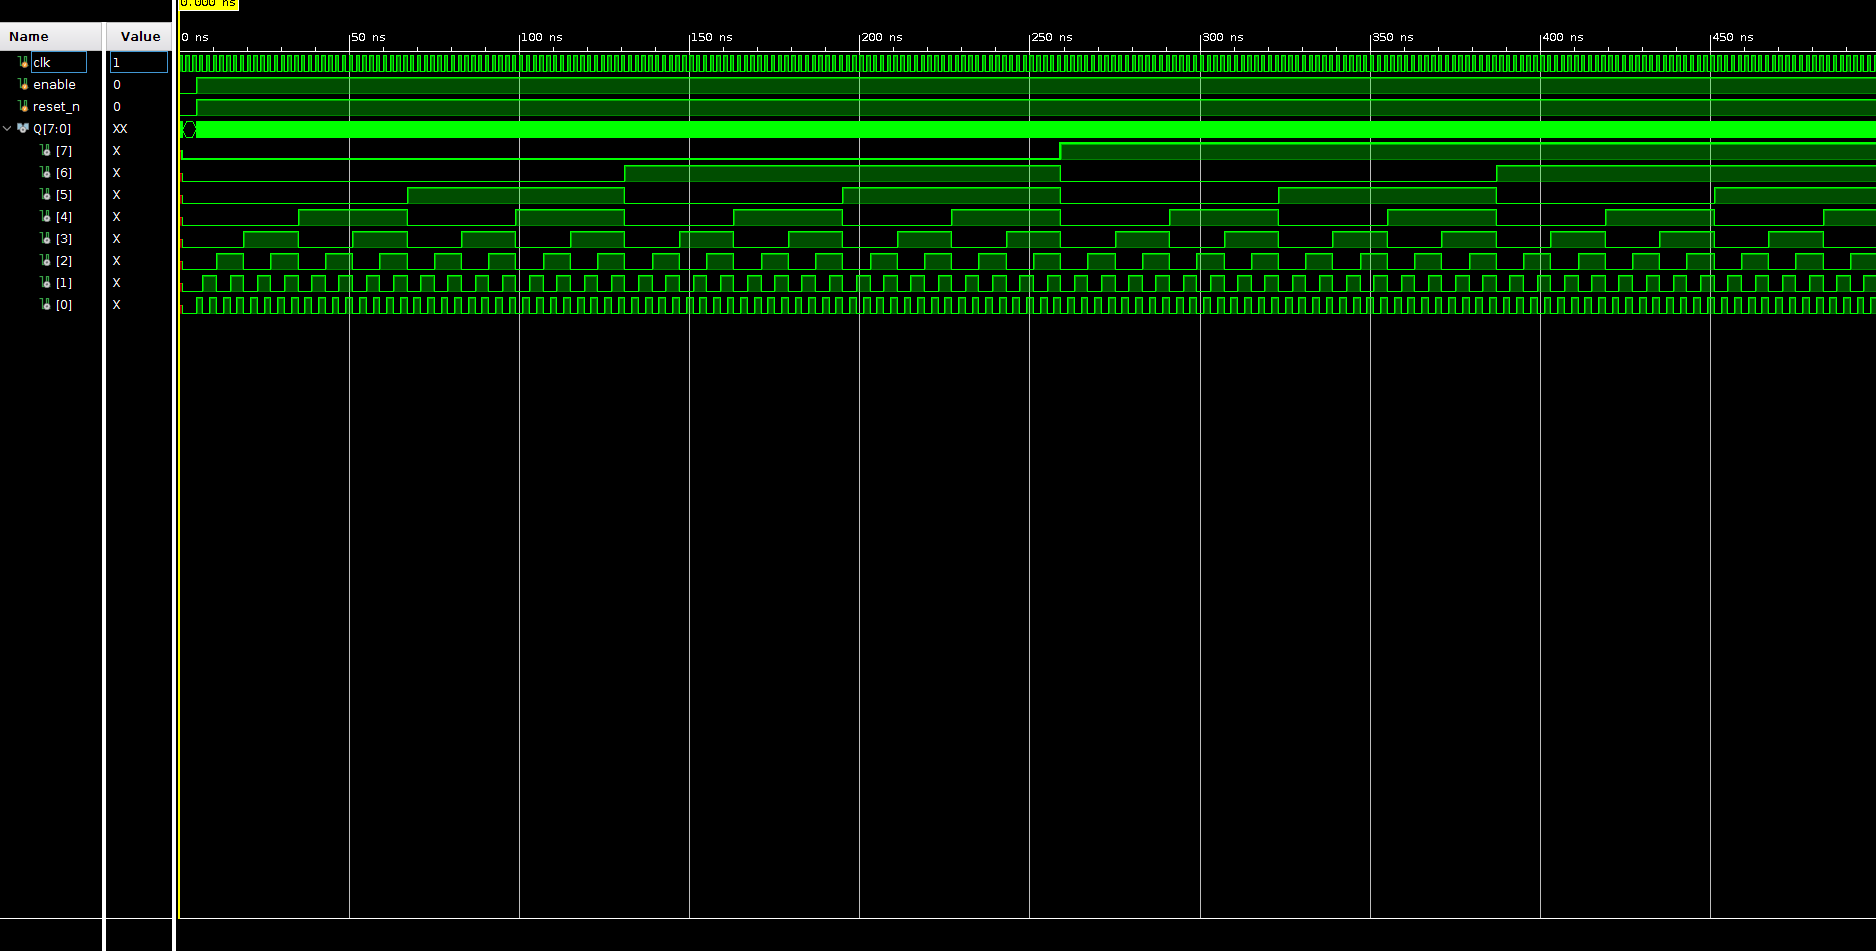 0.000 ns
Name Value
0 ns 50 ns 100 ns 150 ns 200 ns 250 ns 300 ns 350 ns 400 ns 450 ns
clk 1
enable 0
reset_n 0
Q[7:0] XX
[7] X
[6] X
[5] X
[4] X
[3] X
[2] X
[1] X
[0] X